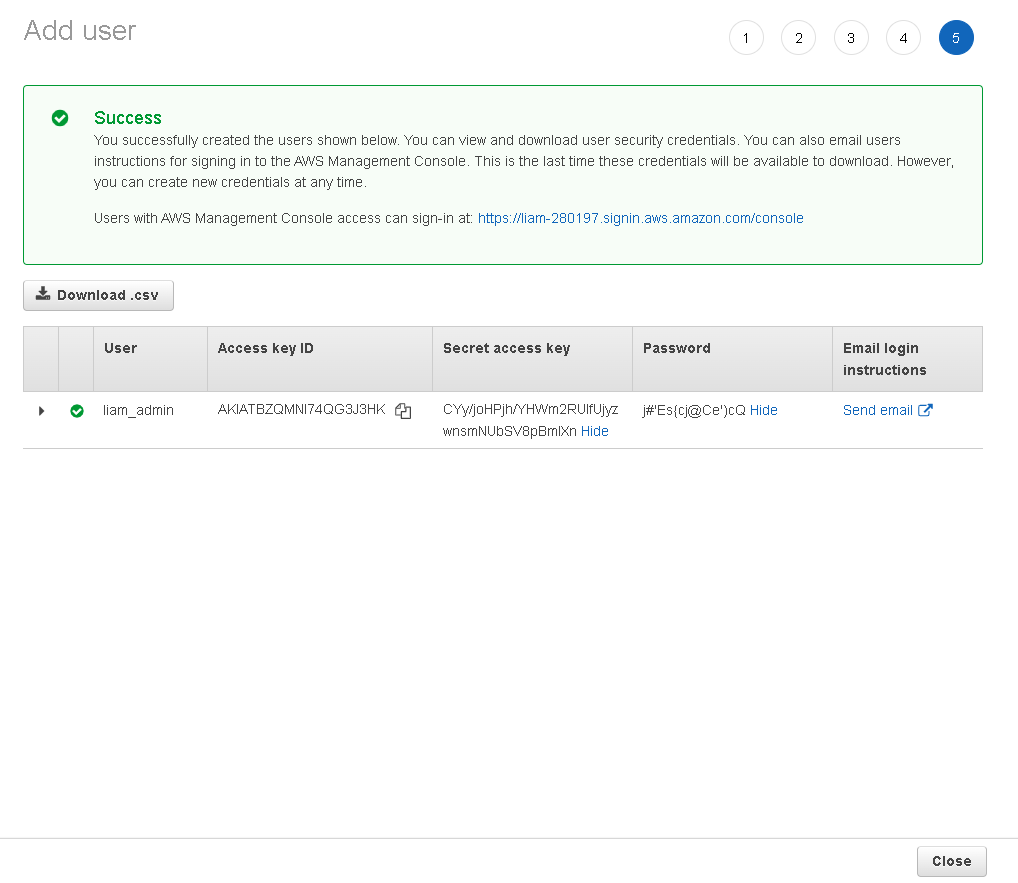 Add user
1 2 3 4 5
Success
You successfully created the users shown below. You can view and download user security credentials. You can also email users
instructions for signing in to the AWS Management Console. This is the last time these credentials will be available to download. However,
you can create new credentials at any time.
Users with AWS Management Console access can sign-in at: https://liam-280197.signin.aws.amazon.com/console
Download .csv
User Access key ID Secret access key Password Email login
instructions
liam_admin AKIATBZQMNI74QG3J3HK j#'Es{cj@Ce')cQ Hide Send email
Hide
Close